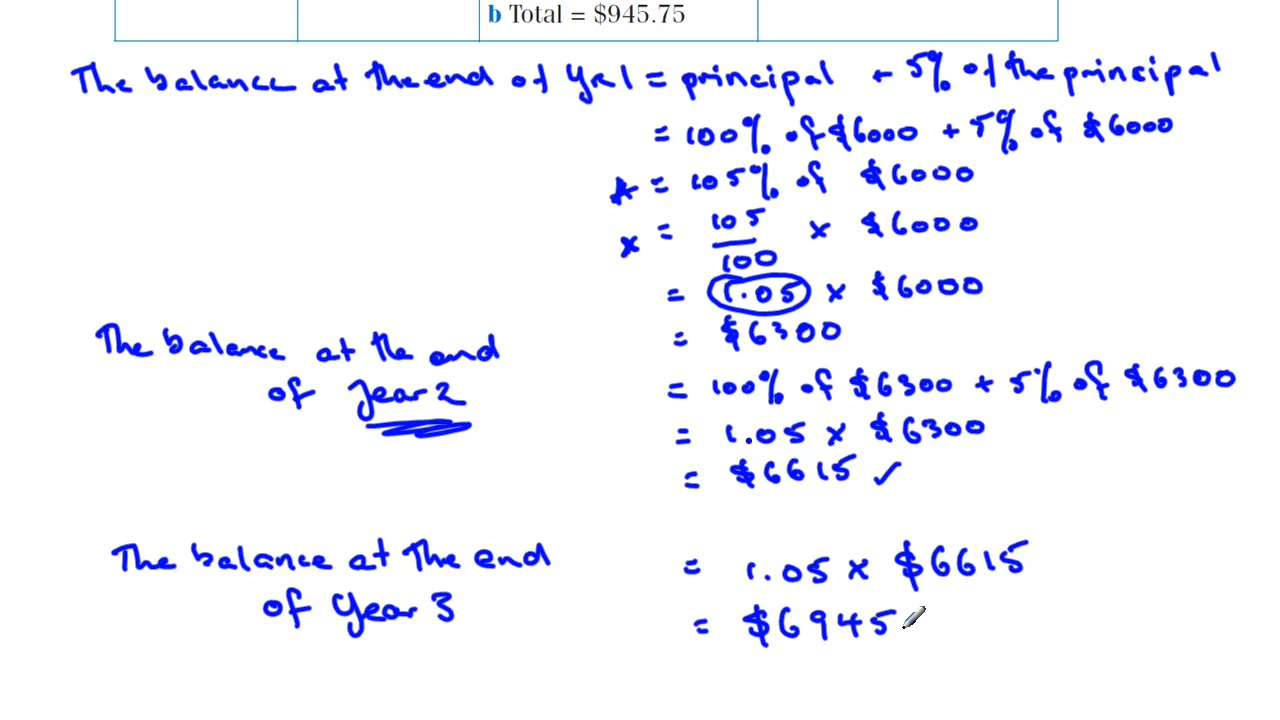 b Total = $945.75
The balance at the end of YR1 = principal + 5% of the principal
= 100% of $6000 + 5% of $6000
= 105% of $6000
x = 105/100 x $6000
= 1.05 x $6000
= $6300
The balance at the end
of Year 2
= 100% of $6300 + 5% of $6300
= 1.05 x $6300
= $6615 ✓
The balance at the end
of Year 3
= 1.05 x $6615
= $6945